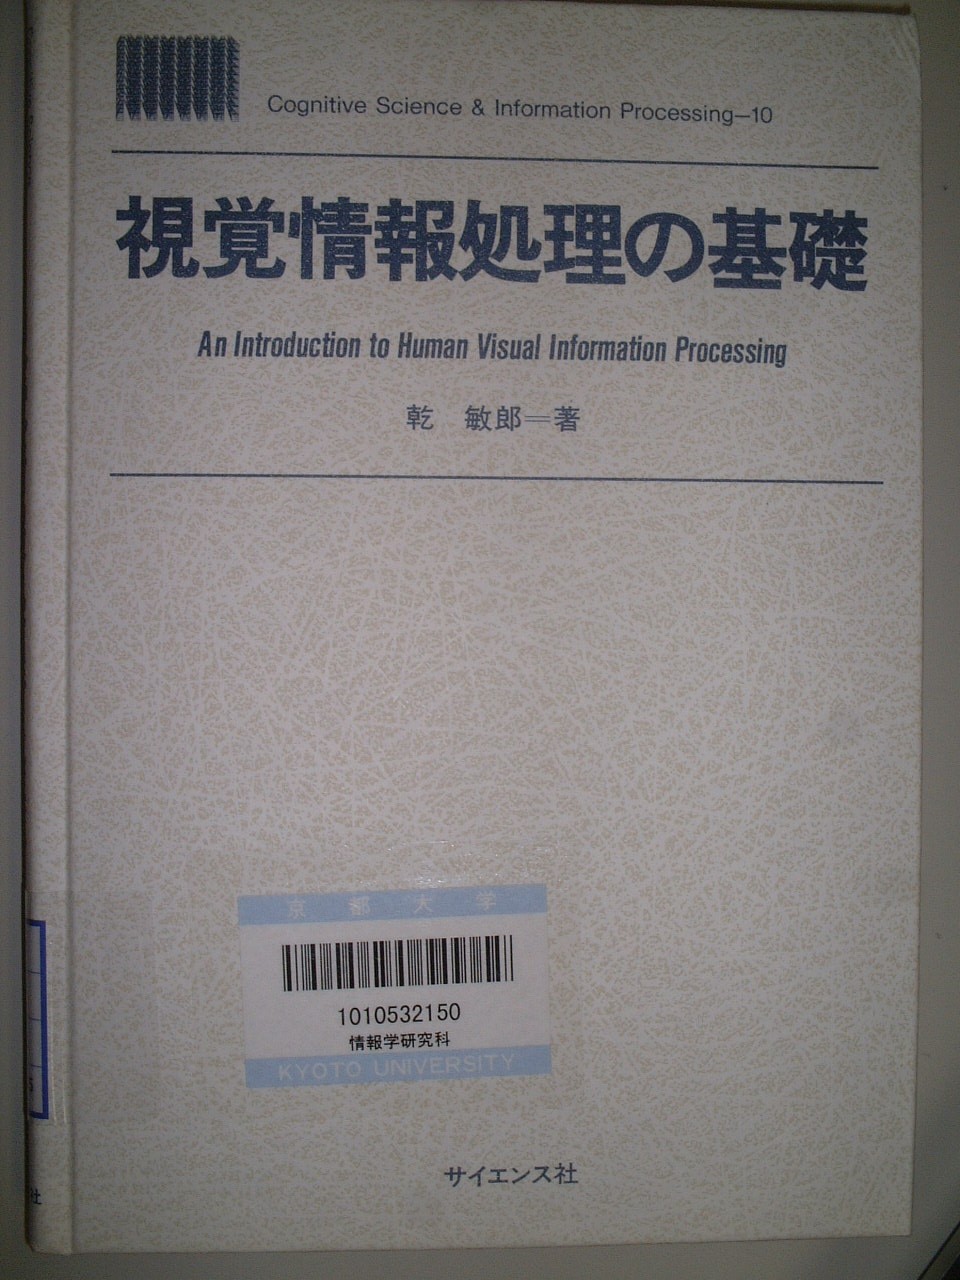 Cognitive Science & Information Processing—10
視覚情報処理の基礎
An Introduction to Human Visual Information Processing
乾 敏郎＝著
京都大学
1010532150
情報学研究科
KYOTO UNIVERSITY
サイエンス社
5
社